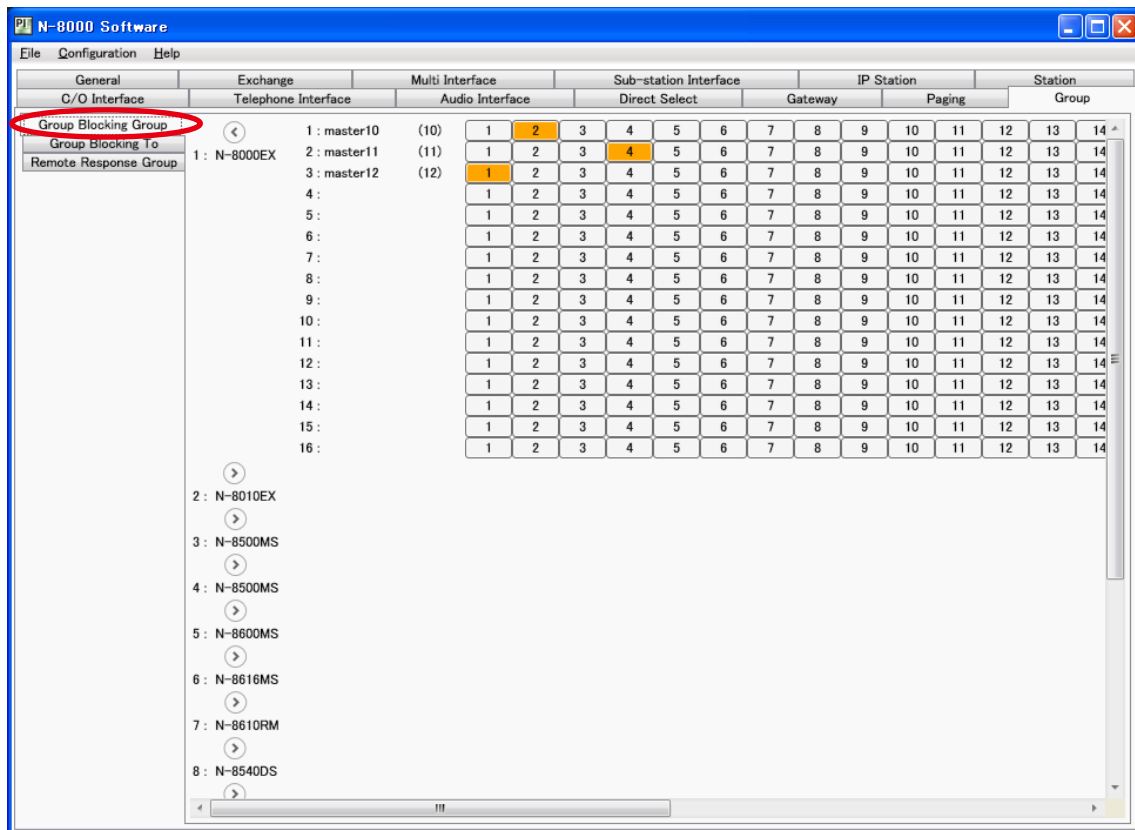 N-8000 Software
File Configuration Help
General Exchange Multi Interface Sub-station Interface IP Station Station
C/O Interface Telephone Interface Audio Interface Direct Select Gateway Paging Group
Group Blocking Group
Group Blocking To
Remote Response Group
1 : master10 (10) 1 2 3 4 5 6 7 8 9 10 11 12 13 14
1 : N-8000EX 2 : master11 (11) 1 2 3 4 5 6 7 8 9 10 11 12 13 14
3 : master12 (12) 1 2 3 4 5 6 7 8 9 10 11 12 13 14
4 : 1 2 3 4 5 6 7 8 9 10 11 12 13 14
5 : 1 2 3 4 5 6 7 8 9 10 11 12 13 14
6 : 1 2 3 4 5 6 7 8 9 10 11 12 13 14
7 : 1 2 3 4 5 6 7 8 9 10 11 12 13 14
8 : 1 2 3 4 5 6 7 8 9 10 11 12 13 14
9 : 1 2 3 4 5 6 7 8 9 10 11 12 13 14
10 : 1 2 3 4 5 6 7 8 9 10 11 12 13 14
11 : 1 2 3 4 5 6 7 8 9 10 11 12 13 14
12 : 1 2 3 4 5 6 7 8 9 10 11 12 13 14
13 : 1 2 3 4 5 6 7 8 9 10 11 12 13 14
14 : 1 2 3 4 5 6 7 8 9 10 11 12 13 14
15 : 1 2 3 4 5 6 7 8 9 10 11 12 13 14
16 : 1 2 3 4 5 6 7 8 9 10 11 12 13 14
2 : N-8010EX
3 : N-8500MS
4 : N-8500MS
5 : N-8600MS
6 : N-8616MS
7 : N-8610RM
8 : N-8540DS